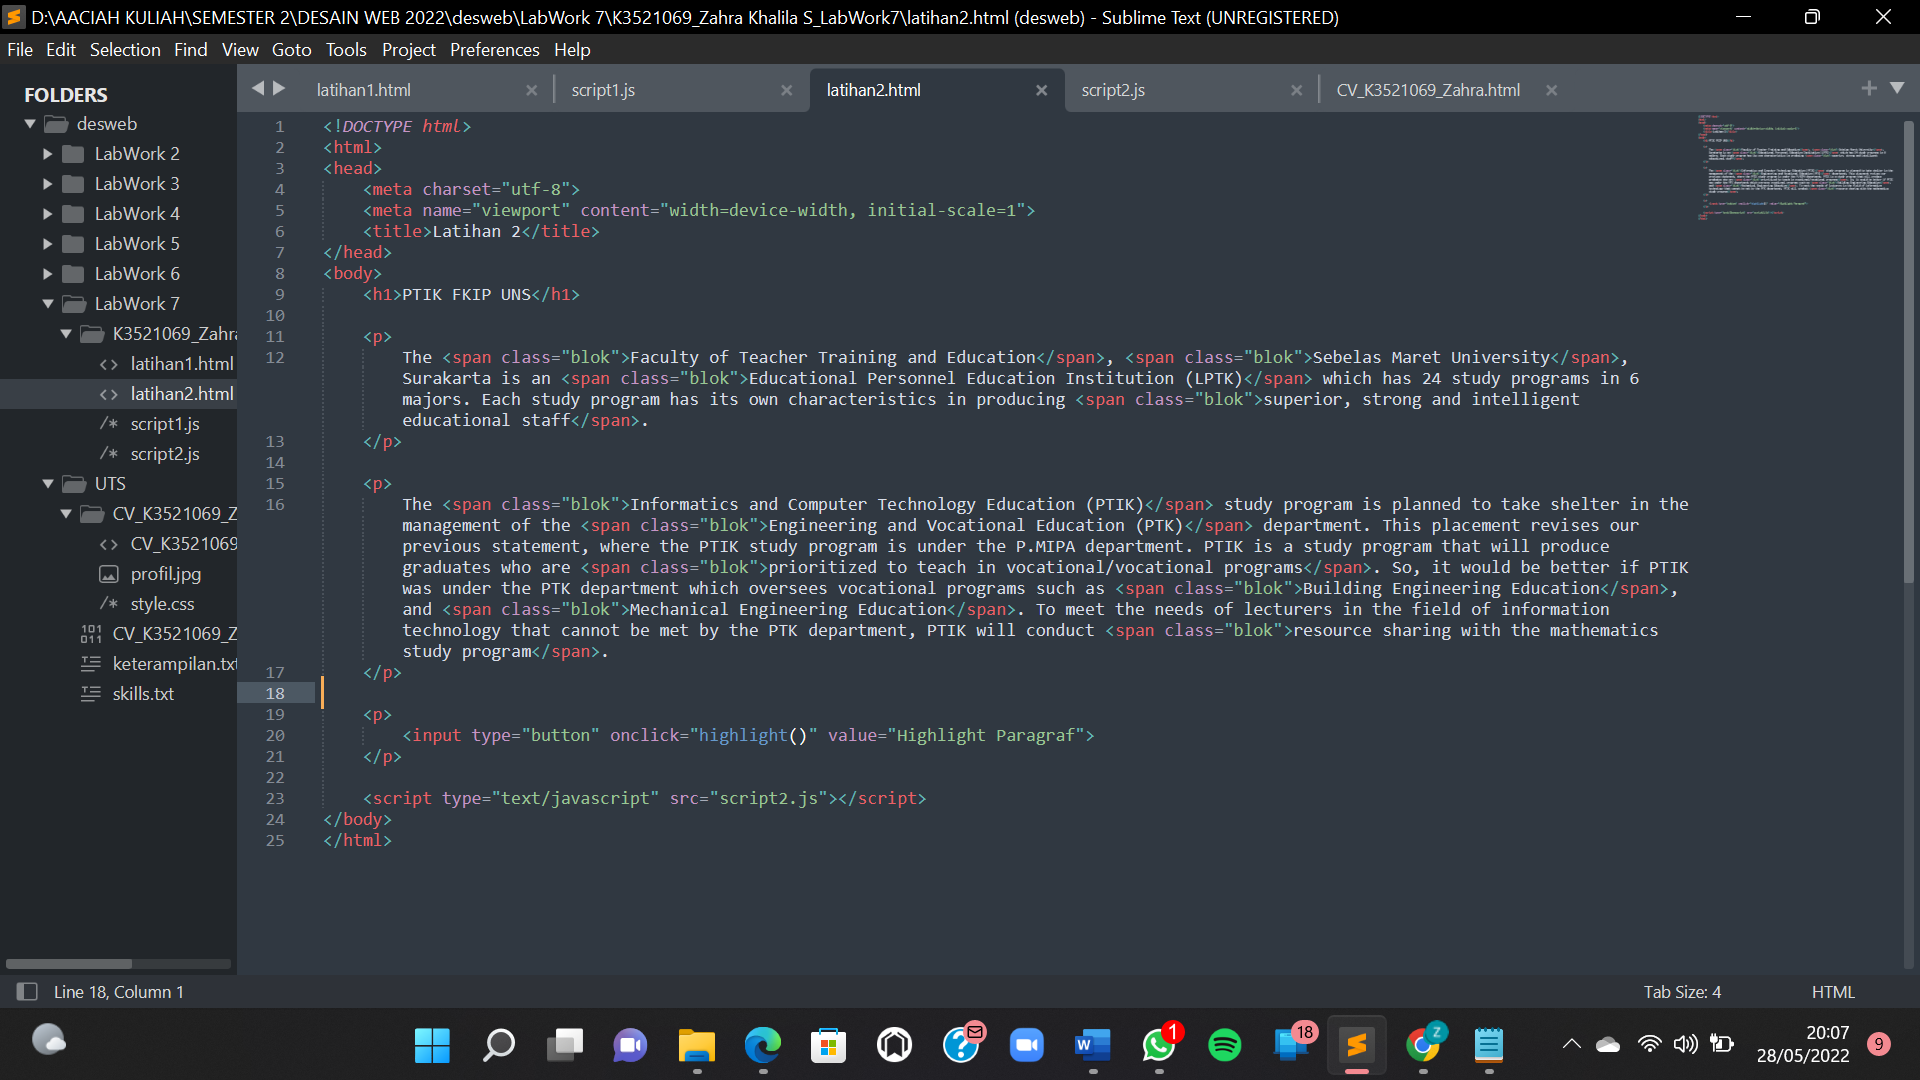 D:\AACIAH KULIAH\SEMESTER 2\DESAIN WEB 2022\desweb\LabWork 7\K3521069_Zahra Khalila S_LabWork7\latihan2.html (desweb) - Sublime Text (UNREGISTERED)
File Edit Selection Find View Goto Tools Project Preferences Help
FOLDERS
desweb
LabWork 2
LabWork 3
LabWork 4
LabWork 5
LabWork 6
LabWork 7
K3521069_Zahra
latihan1.html
latihan2.html
script1.js
script2.js
UTS
CV_K3521069_Z
CV_K3521069
profil.jpg
style.css
CV_K3521069_Z
keterampilan.txt
skills.txt
latihan1.html script1.js latihan2.html script2.js CV_K3521069_Zahra.html
1 <!DOCTYPE html>
2 <html>
3 <head>
4 <meta charset="utf-8">
5 <meta name="viewport" content="width=device-width, initial-scale=1">
6 <title>Latihan 2</title>
7 </head>
8 <body>
9 <h1>PTIK FKIP UNS</h1>
10
11 <p>
12 The <span class="blok">Faculty of Teacher Training and Education</span>, <span class="blok">Sebelas Maret University</span>,
Surakarta is an <span class="blok">Educational Personnel Education Institution (LPTK)</span> which has 24 study programs in 6
majors. Each study program has its own characteristics in producing <span class="blok">superior, strong and intelligent
educational staff</span>.
13 </p>
14
15 <p>
16 The <span class="blok">Informatics and Computer Technology Education (PTIK)</span> study program is planned to take shelter in the
management of the <span class="blok">Engineering and Vocational Education (PTK)</span> department. This placement revises our
previous statement, where the PTIK study program is under the P.MIPA department. PTIK is a study program that will produce
graduates who are <span class="blok">prioritized to teach in vocational/vocational programs</span>. So, it would be better if PTIK
was under the PTK department which oversees vocational programs such as <span class="blok">Building Engineering Education</span>,
and <span class="blok">Mechanical Engineering Education</span>. To meet the needs of lecturers in the field of information
technology that cannot be met by the PTK department, PTIK will conduct <span class="blok">resource sharing with the mathematics
study program</span>.
17 </p>
18
19 <p>
20 <input type="button" onclick="highlight()" value="Highlight Paragraf">
21 </p>
22
23 <script type="text/javascript" src="script2.js"></script>
24 </body>
25 </html>
Line 18, Column 1
Tab Size: 4
HTML
1
18
Z
20:07
28/05/2022
9